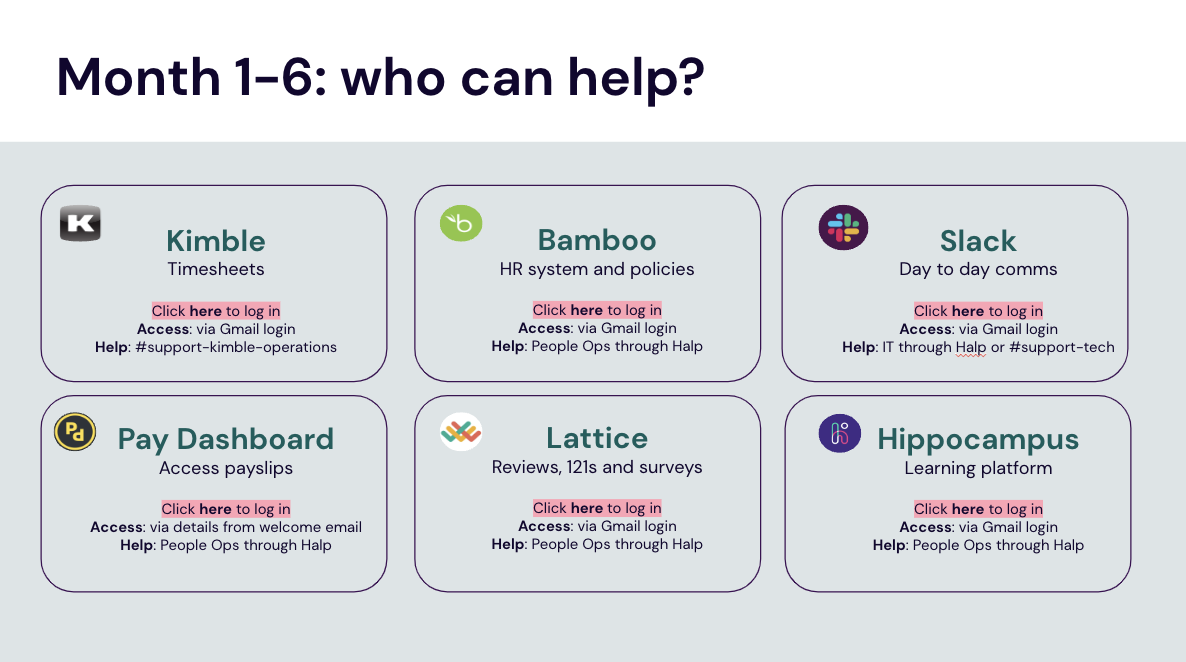 Month 1-6: who can help?
K
Kimble
Timesheets
Click here to log in
Access: via Gmail login
Help: #support-kimble-operations
b
Bamboo
HR system and policies
Click here to log in
Access: via Gmail login
Help: People Ops through Halp
Slack
Day to day comms
Click here to log in
Access: via Gmail login
Help: IT through Halp or #support-tech
Pd
Pay Dashboard
Access payslips
Click here to log in
Access: via details from welcome email
Help: People Ops through Halp
Lattice
Reviews, 121s and surveys
Click here to log in
Access: via Gmail login
Help: People Ops through Halp
Hippocampus
Learning platform
Click here to log in
Access: via Gmail login
Help: People Ops through Halp